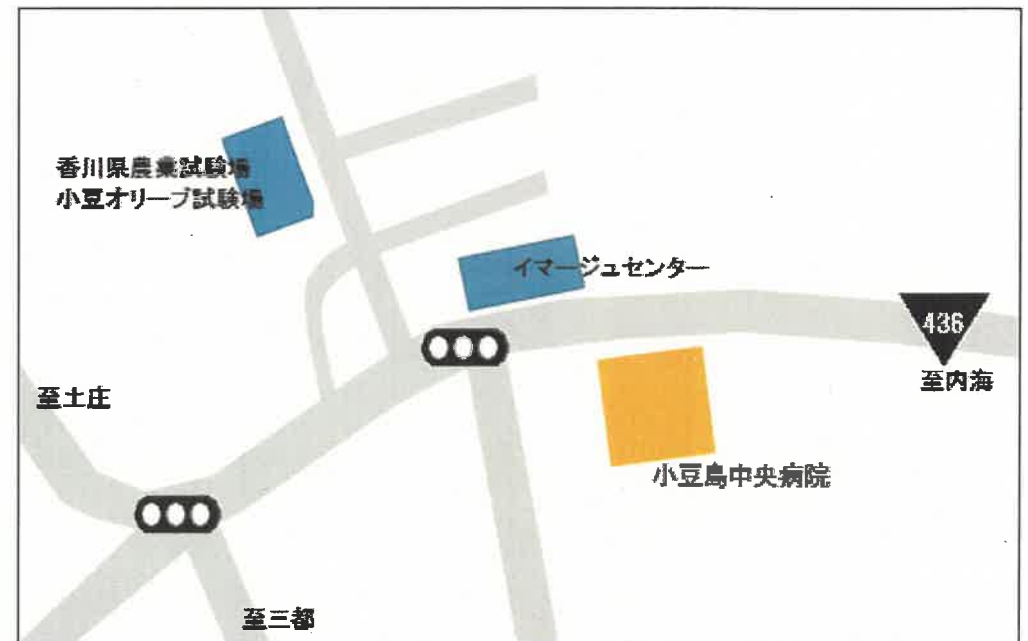 香川県農業試験場
小豆オリーブ試験場
イマージュセンター
436
至内海
至土庄
小豆島中央病院
至三都